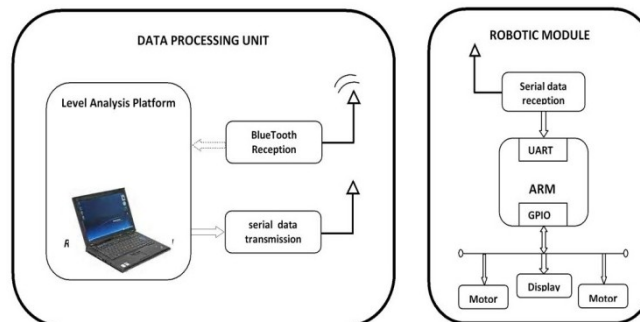 DATA PROCESSING UNIT
Level Analysis Platform
BlueTooth
Reception
serial data
transmission
R
ROBOTIC MODULE
Serial data
reception
UART
ARM
GPIO
Motor
Display
Motor